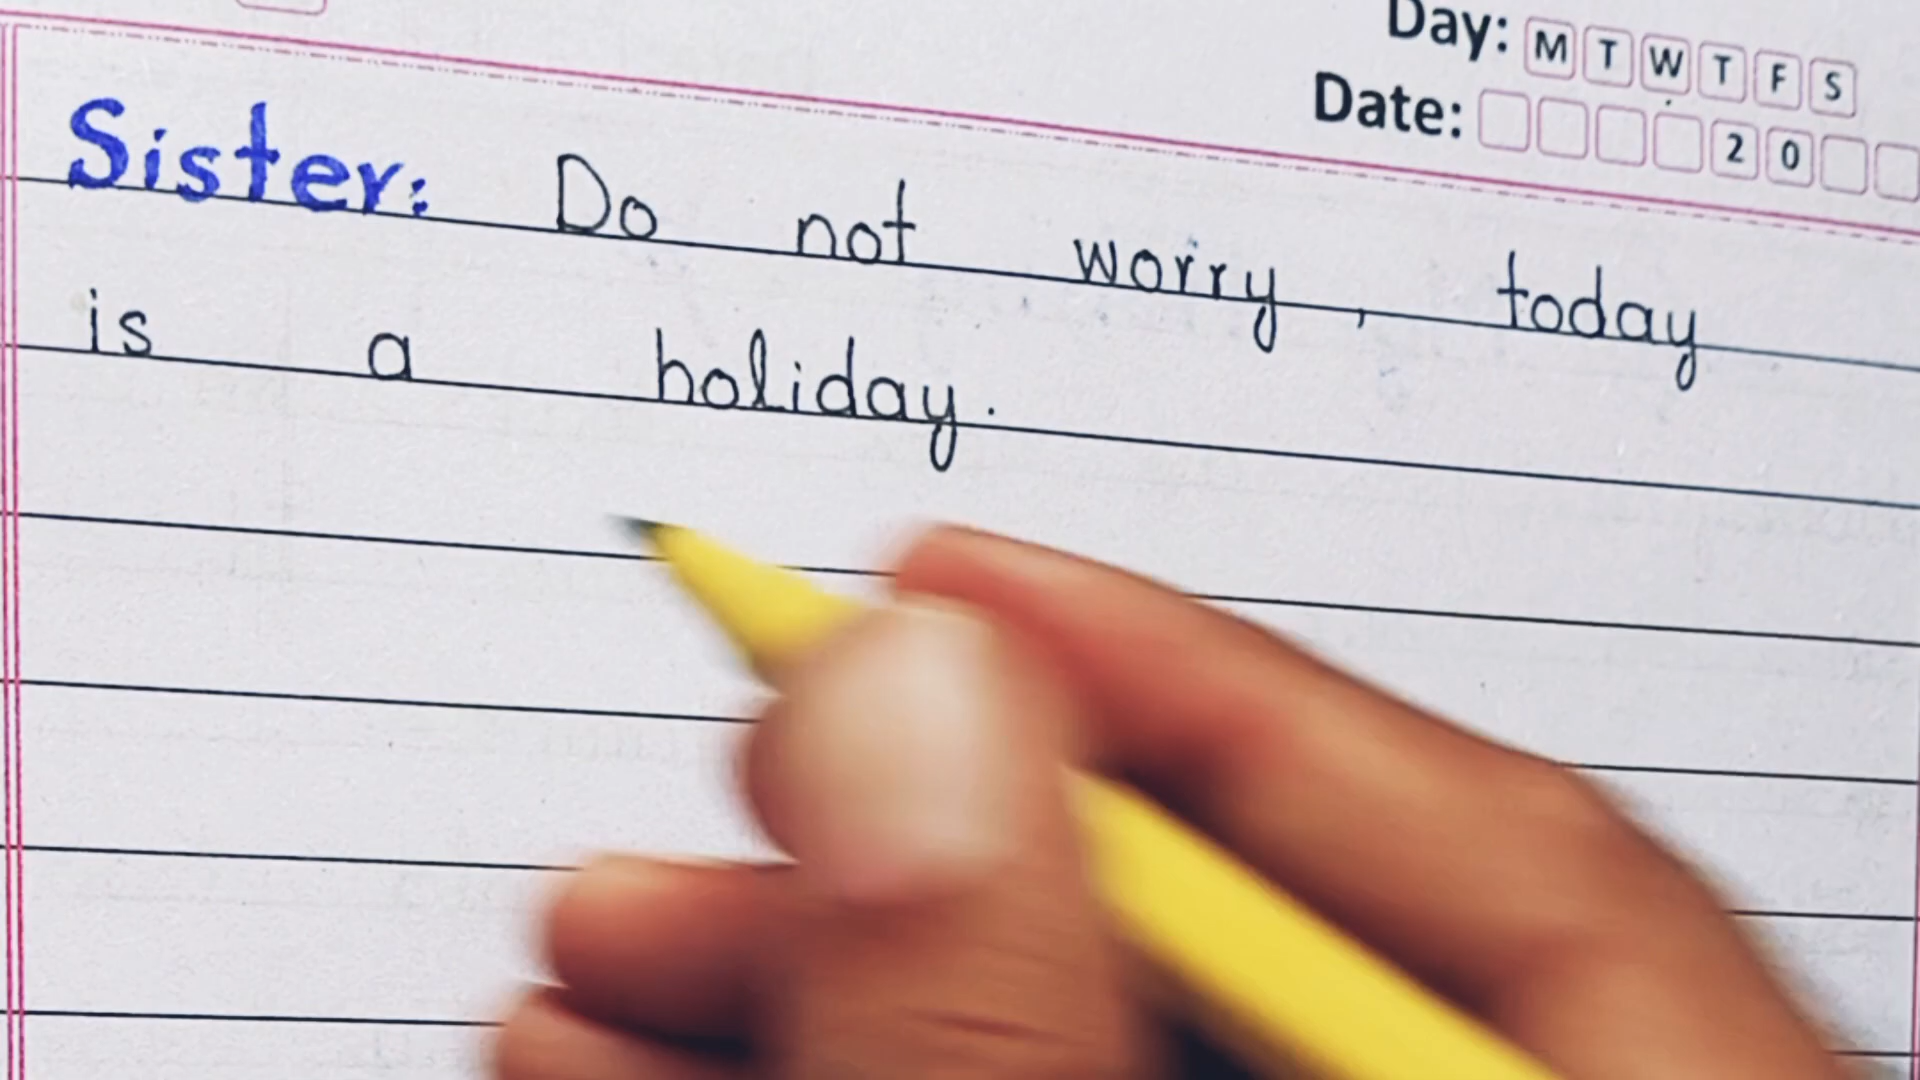 Day: M T W T F S
Date: 2 0
Sister: Do not worry, today
is a holiday.